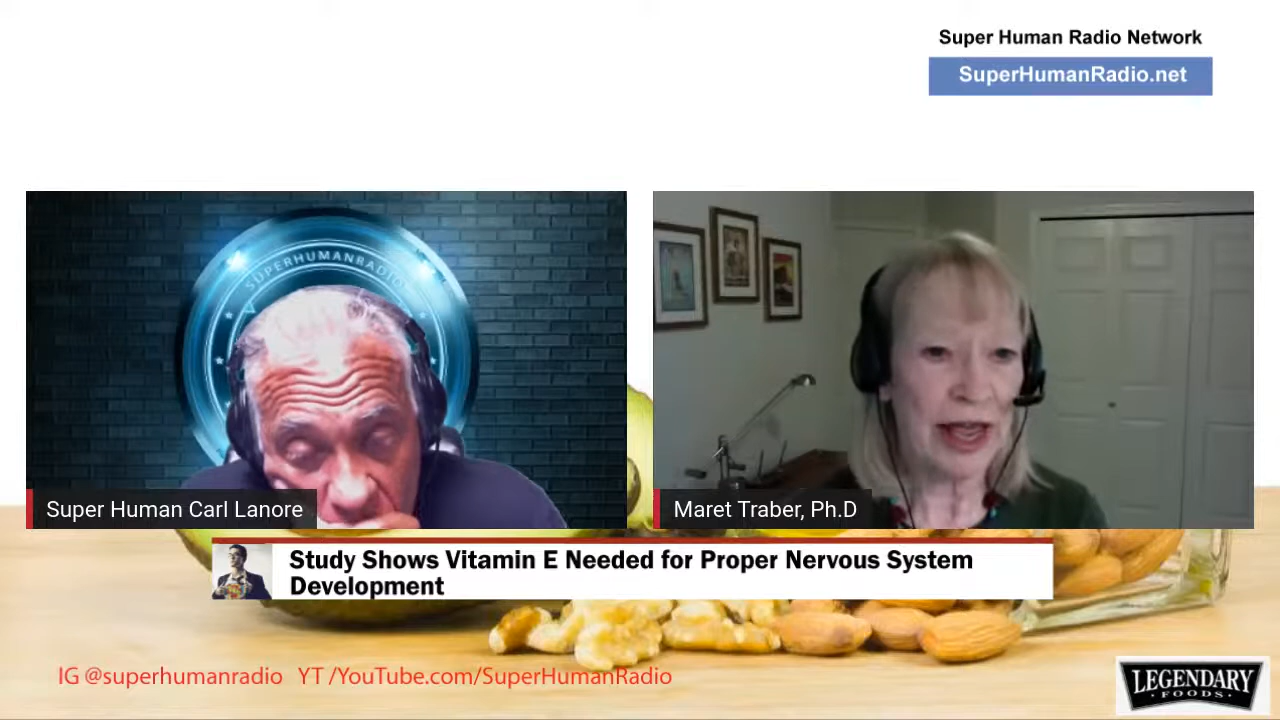 Super Human Radio Network
SuperHumanRadio.net
SUPERHUMANRADIO
Super Human Carl Lanore
Maret Traber, Ph.D
Study Shows Vitamin E Needed for Proper Nervous System
Development
IG @superhumanradio YT /YouTube.com/SuperHumanRadio
LEGENDARY
FOODS